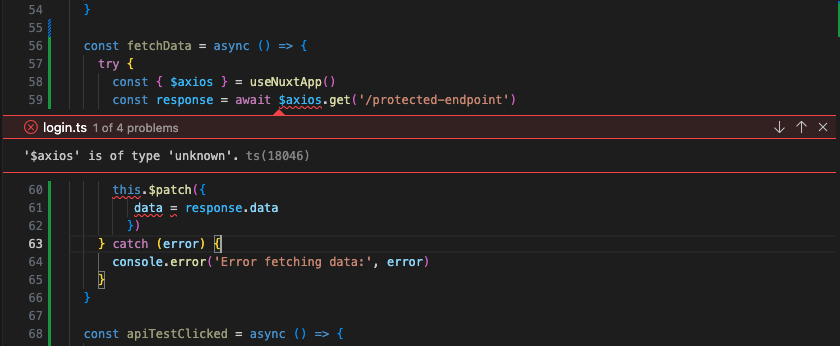 54 }
55
56 const fetchData = async () => {
57 try {
58 const { $axios } = useNuxtApp()
59 const response = await $axios.get('/protected-endpoint')
login.ts 1 of 4 problems
'$axios' is of type 'unknown'. ts(18046)
60 this.$patch({
61 data = response.data
62 })
63 } catch (error) {
64 console.error('Error fetching data:', error)
65 }
66 }
67
68 const apiTestClicked = async () => {